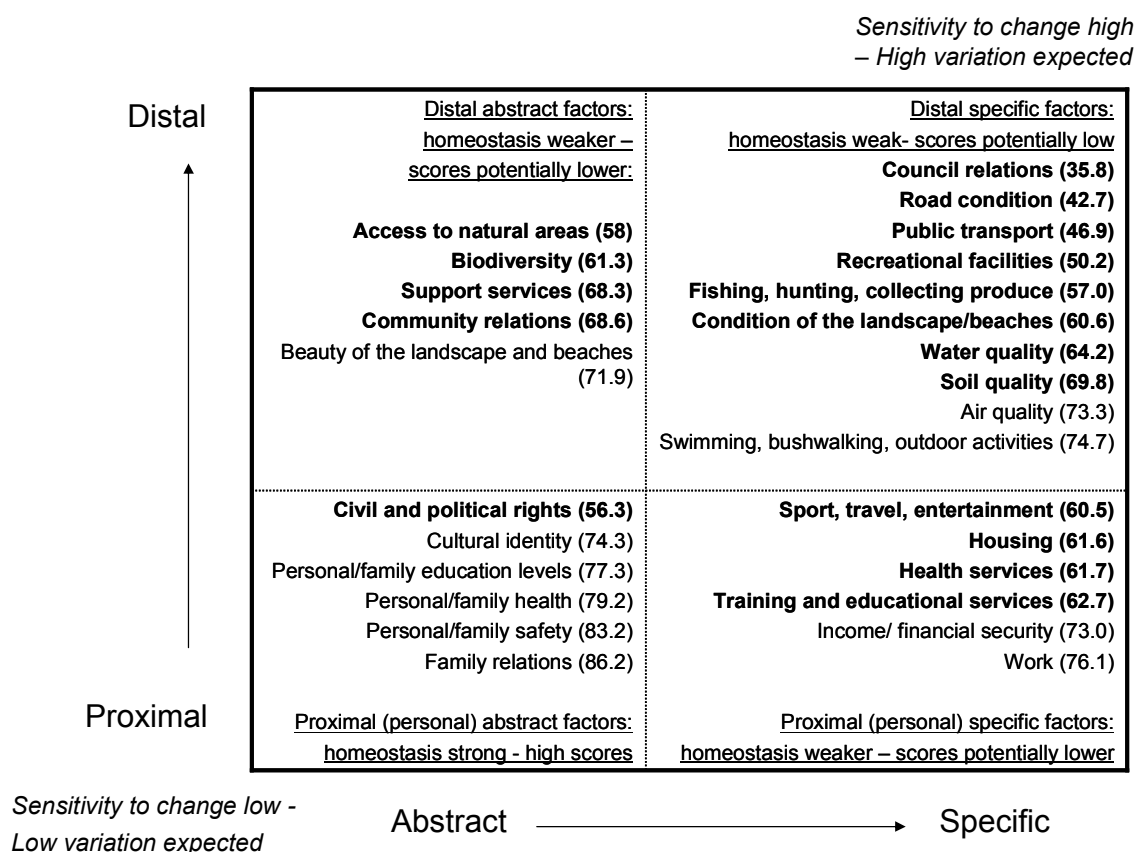 Sensitivity to change high
– High variation expected
Distal
Distal abstract factors:
homeostasis weaker –
scores potentially lower:
Access to natural areas (58)
Biodiversity (61.3)
Support services (68.3)
Community relations (68.6)
Beauty of the landscape and beaches
(71.9)
Distal specific factors:
homeostasis weak- scores potentially low
Council relations (35.8)
Road condition (42.7)
Public transport (46.9)
Recreational facilities (50.2)
Fishing, hunting, collecting produce (57.0)
Condition of the landscape/beaches (60.6)
Water quality (64.2)
Soil quality (69.8)
Air quality (73.3)
Swimming, bushwalking, outdoor activities (74.7)
Civil and political rights (56.3)
Cultural identity (74.3)
Personal/family education levels (77.3)
Personal/family health (79.2)
Personal/family safety (83.2)
Family relations (86.2)
Proximal (personal) abstract factors:
homeostasis strong - high scores
Sport, travel, entertainment (60.5)
Housing (61.6)
Health services (61.7)
Training and educational services (62.7)
Income/ financial security (73.0)
Work (76.1)
Proximal (personal) specific factors:
homeostasis weaker – scores potentially lower
Proximal
Sensitivity to change low -
Low variation expected
Abstract
Specific